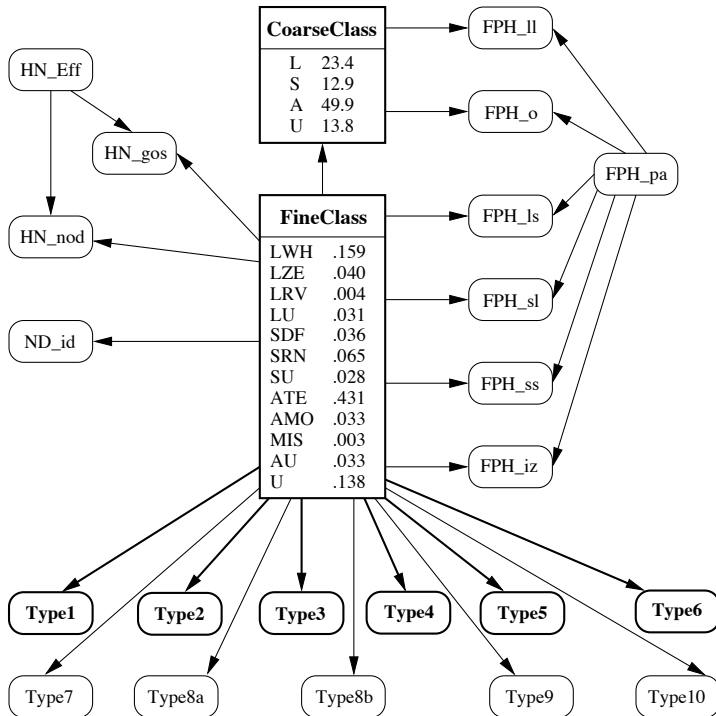 CoarseClass
L 23.4
S 12.9
A 49.9
U 13.8
FPH_ll
HN_Eff
FPH_o
HN_gos
FPH_pa
FineClass
LWH .159
LZE .040
LRV .004
LU .031
SDF .036
SRN .065
SU .028
ATE .431
AMO .033
MIS .003
AU .033
U .138
FPH_ls
HN_nod
FPH_sl
ND_id
FPH_ss
FPH_iz
Type1 Type2 Type3 Type4 Type5 Type6
Type7 Type8a Type8b Type9 Type10